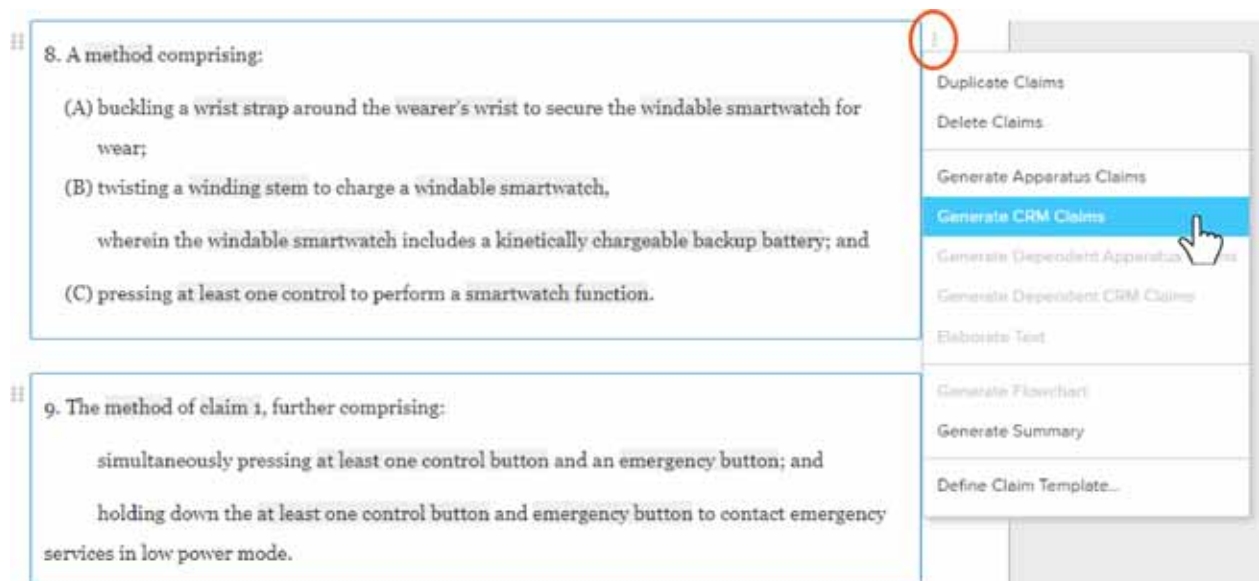 8. A method comprising:
(A) buckling a wrist strap around the wearer's wrist to secure the windable smartwatch for
wear;
(B) twisting a winding stem to charge a windable smartwatch,
wherein the windable smartwatch includes a kinetically chargeable backup battery; and
(C) pressing at least one control to perform a smartwatch function.
9. The method of claim 1, further comprising:
simultaneously pressing at least one control button and an emergency button; and
holding down the at least one control button and emergency button to contact emergency
services in low power mode.
Duplicate Claims
Delete Claims
Generate Apparatus Claims
Generate CRM Claims
Generate Dependent Apparatus
Generate Dependent CRM Claims
Elaborate Text
Generate Flowchart
Generate Summary
Define Claim Template...